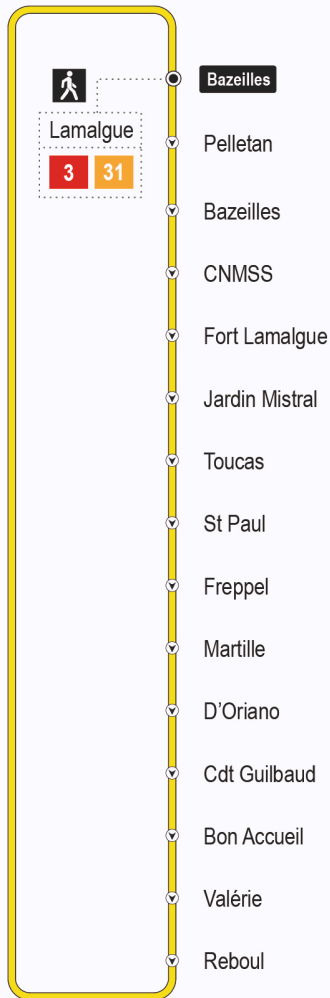 Bazeilles
Lamalgue
3 31
Pelletan
Bazeilles
CNMSS
Fort Lamalgue
Jardin Mistral
Toucas
St Paul
Freppel
Martille
D'Oriano
Cdt Guilbaud
Bon Accueil
Valérie
Reboul